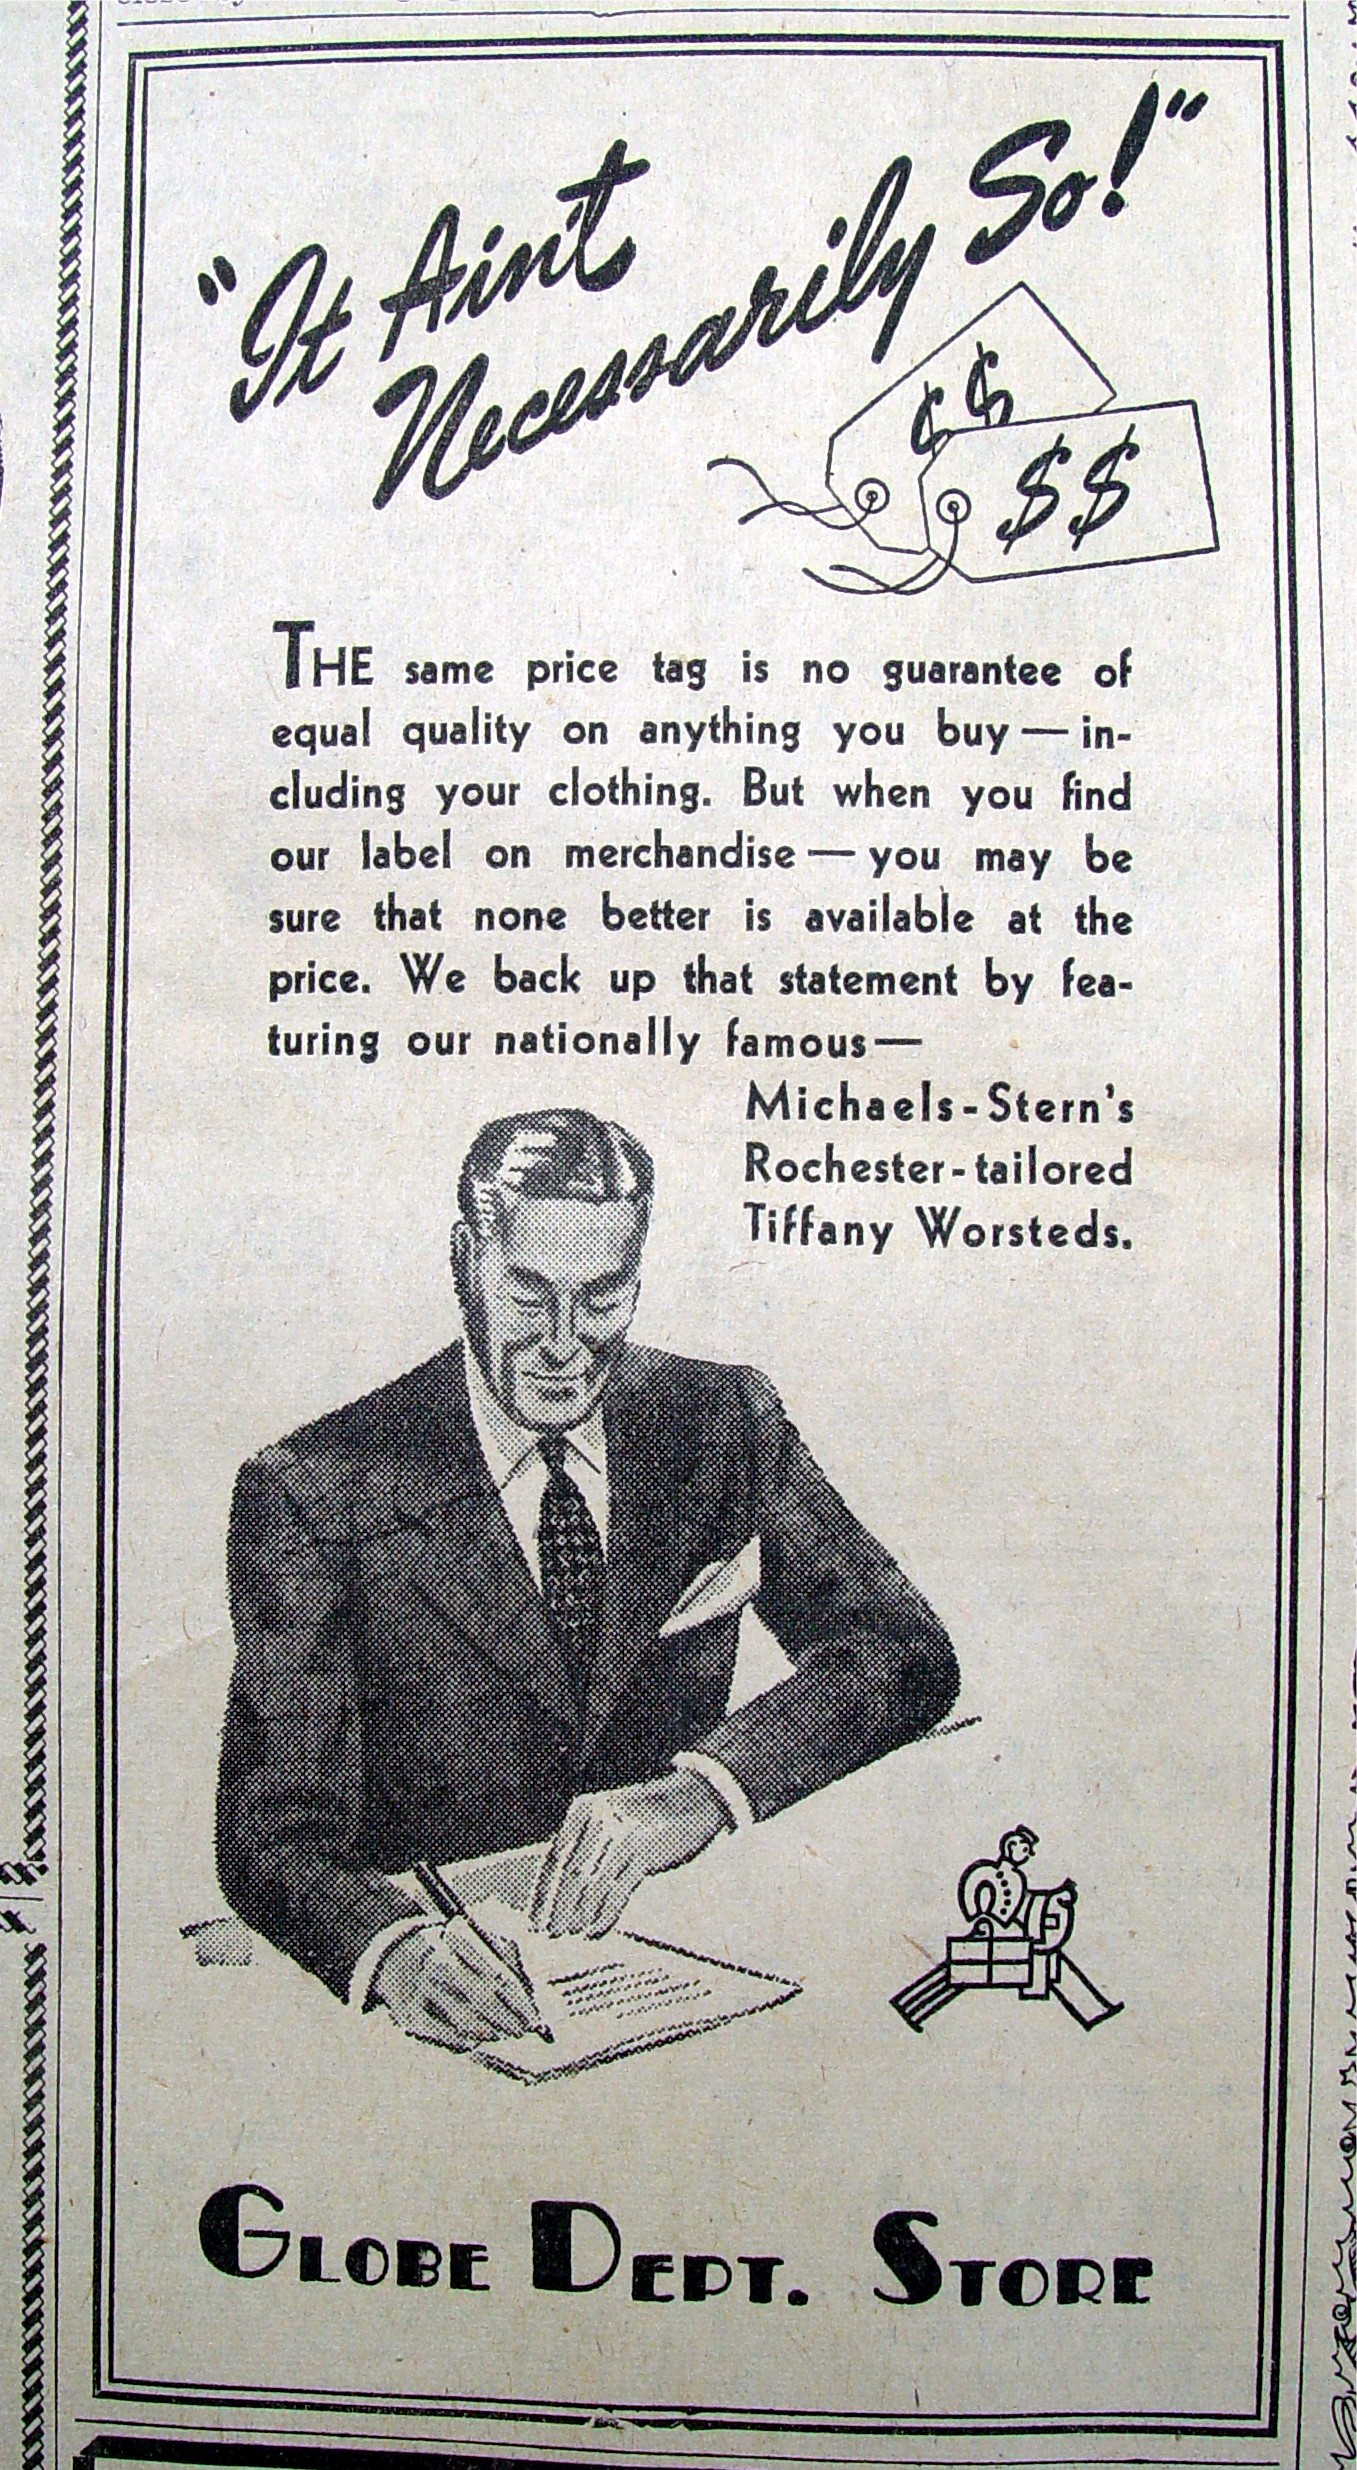 "It Ain't
Necessarily So!"
$ $
$$
THE same price tag is no guarantee of
equal quality on anything you buy — in-
cluding your clothing. But when you find
our label on merchandise — you may be
sure that none better is available at the
price. We back up that statement by fea-
turing our nationally famous —
Michaels-Stern's
Rochester-tailored
Tiffany Worsteds.
GLOBE DEPT. STORE